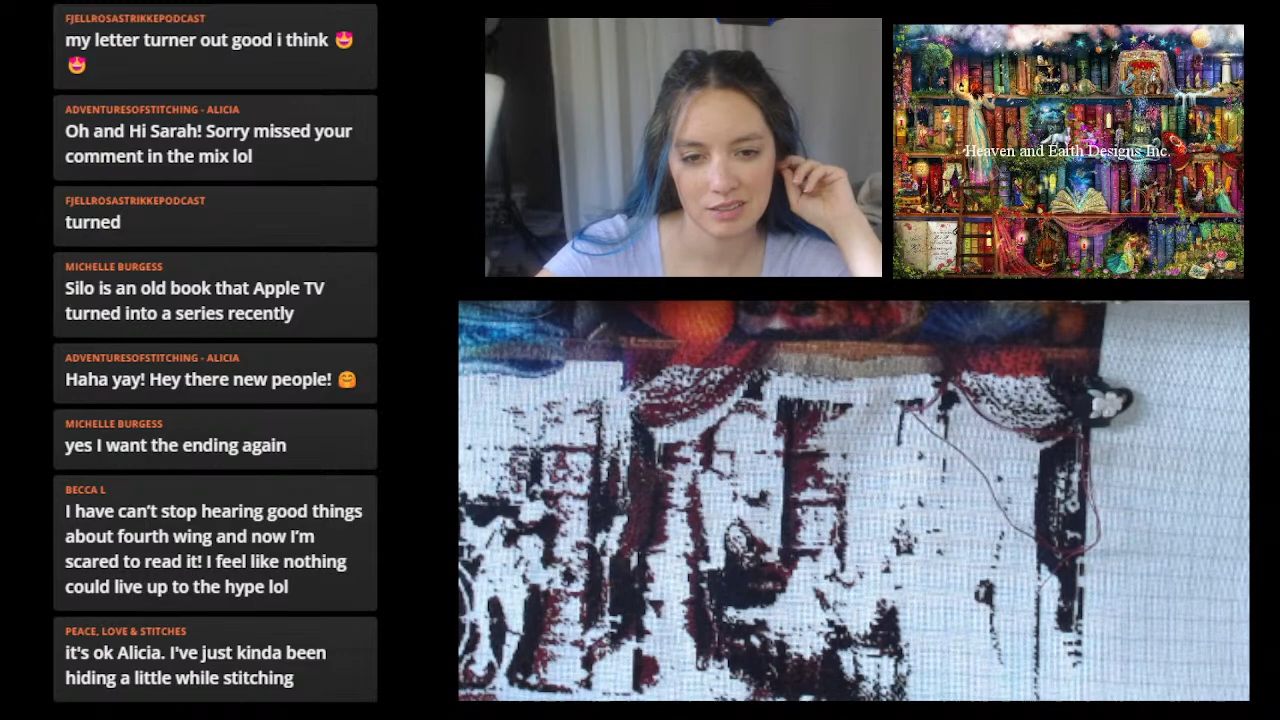 FJELLROSASTRIKKEPODCAST
my letter turner out good i think 🤩
🤩
ADVENTURESOFSTITCHING - ALICIA
Oh and Hi Sarah! Sorry missed your
comment in the mix lol
FJELLROSASTRIKKEPODCAST
turned
MICHELLE BURGESS
Silo is an old book that Apple TV
turned into a series recently
ADVENTURESOFSTITCHING - ALICIA
Haha yay! Hey there new people! 🤗
MICHELLE BURGESS
yes I want the ending again
BECCA L
I have can't stop hearing good things
about fourth wing and now I'm
scared to read it! I feel like nothing
could live up to the hype lol
PEACE, LOVE & STITCHES
it's ok Alicia. I've just kinda been
hiding a little while stitching
Heaven and Eaith Designs Inc.